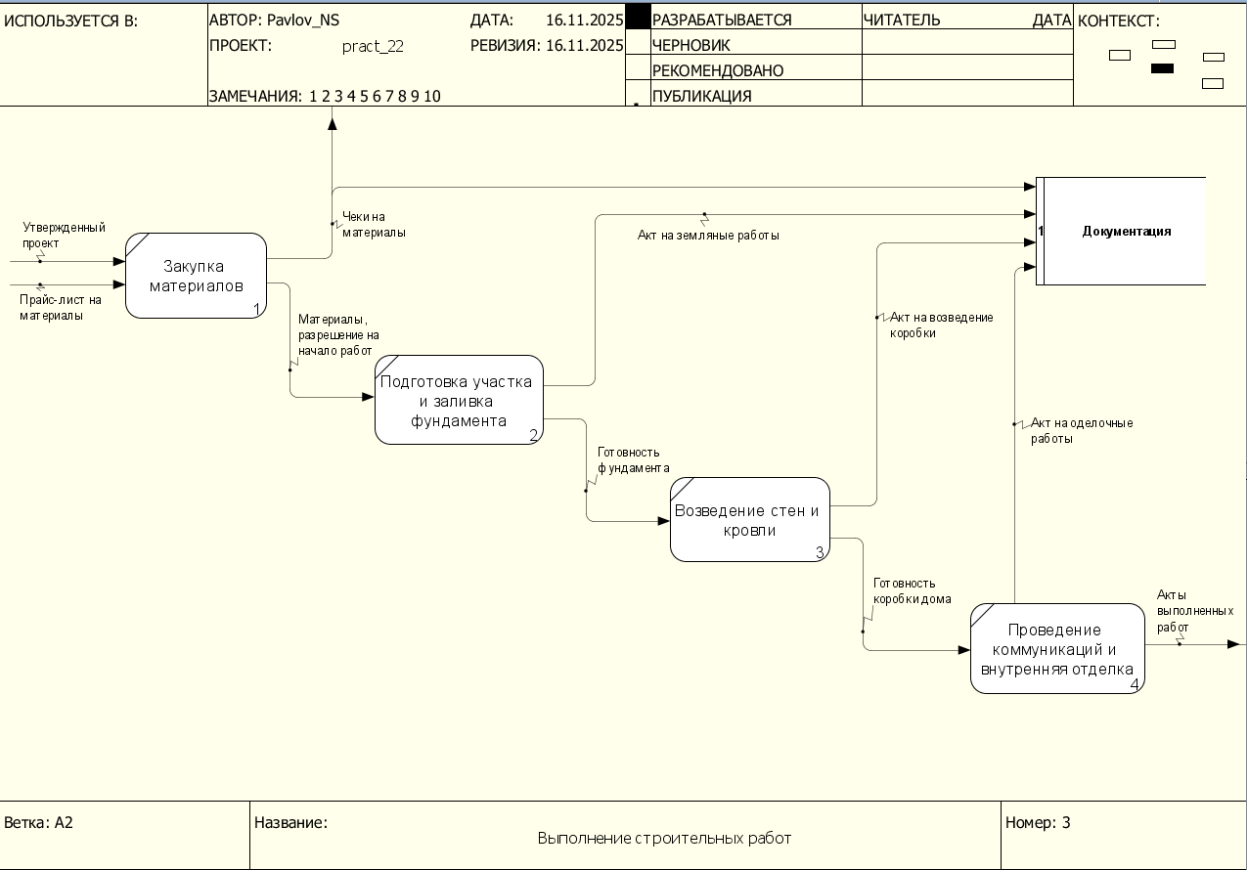 ИСПОЛЬЗУЕТСЯ В:
АВТОР: Pavlov_NS
ДАТА: 16.11.2025
РАЗРАБАТЫВАЕТСЯ
ЧИТАТЕЛЬ
ДАТА
КОНТЕКСТ:
ПРОЕКТ: pract_22
РЕВИЗИЯ: 16.11.2025
ЧЕРНОВИК
РЕКОМЕНДОВАНО
ЗАМЕЧАНИЯ: 1 2 3 4 5 6 7 8 9 10
ПУБЛИКАЦИЯ
Утвержденный
проект
Прайс-лист на
материалы
Закупка
материалов
1
Чеки на
материалы
Материалы,
разрешение на
начало работ
Подготовка участка
и заливка
фундамента
2
Акт на земляные работы
1
Документация
Готовность
фундамента
Возведение стен и
кровли
3
Акт на возведение
коробки
Готовность
коробки дома
Акт на оделочные
работы
Проведение
коммуникаций и
внутренняя отделка
4
Акты
выполненных
работ
Ветка: A2
Название:
Выполнение строительных работ
Номер: 3